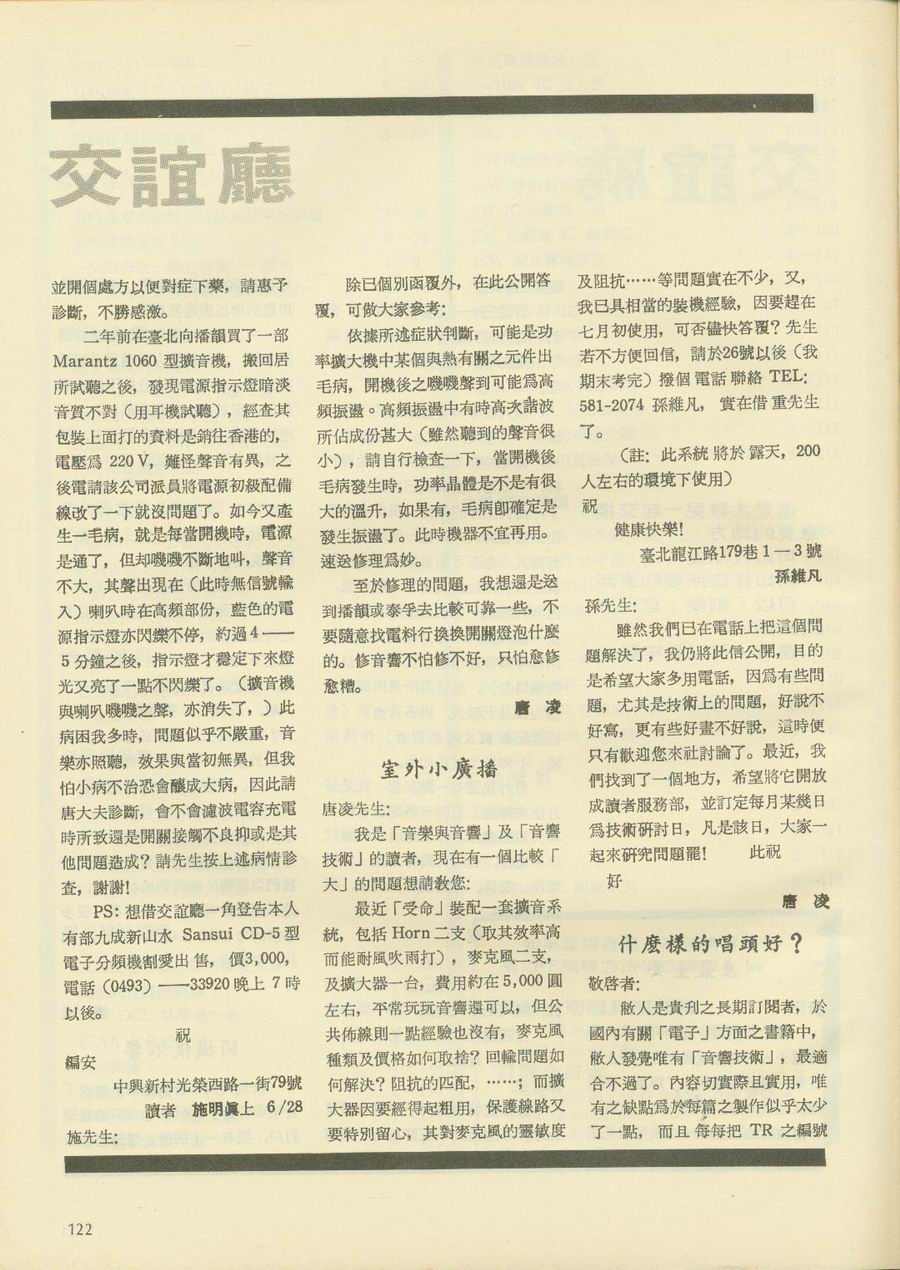 交誼廳
並開個處方以便對症下藥，請惠予
診斷，不勝感激。
二年前在臺北向播韻買了一部
Marantz 1060 型擴音機，搬回居
所試聽之後，發現電源指示燈暗淡
音質不對（用耳機試聽），經查其
包裝上面打的資料是銷往香港的，
電壓爲 220 V，難怪聲音有異，之
後電請該公司派員將電源初級配備
線改了一下就沒問題了。如今又產
生一毛病，就是每當開機時，電源
是通了，但却嘰嘰不斷地叫，聲音
不大，其聲出現在（此時無信號輸
入）喇叭時在高頻部份，藍色的電
源指示燈亦閃爍不停，約過4——
5分鐘之後，指示燈才穩定下來燈
光又亮了一點不閃爍了。（擴音機
與喇叭嘰嘰之聲，亦消失了，）此
病困我多時，問題似乎不嚴重，音
樂亦照聽，效果與當初無異，但我
怕小病不治恐會釀成大病，因此請
唐大夫診斷，會不會濾波電容充電
時所致還是開關接觸不良抑或是其
他問題造成？請先生按上述病情診
查，謝謝！
PS：想借交誼廳一角登告本人
有部九成新山水 Sansui CD-5 型
電子分頻機割愛出售，價3,000，
電話（0493）——33920晚上 7 時
以後。
祝
編安
中興新村光榮西路一街79號
讀者 施明眞上 6/28
施先生：
除已個別函覆外，在此公開答
覆，可做大家參考：
依據所述症狀判斷，可能是功
率擴大機中某個與熱有關之元件出
毛病，開機後之嘰嘰聲到可能爲高
頻振盪。高頻振盪中有時高次諧波
所佔成份甚大（雖然聽到的聲音很
小），請自行檢查一下，當開機後
毛病發生時，功率晶體是不是有很
大的溫升，如果有，毛病卽確定是
發生振盪了。此時機器不宜再用。
速送修理爲妙。
至於修理的問題，我想還是送
到播韻或泰孚去比較可靠一些，不
要隨意找電料行換換開關燈泡什麼
的。修音響不怕修不好，只怕愈修
愈糟。
唐 凌
室外小廣播
唐凌先生：
我是「音樂與音響」及「音響
技術」的讀者，現在有一個比較「
大」的問題想請教您：
最近「受命」裝配一套擴音系
統，包括 Horn 二支（取其效率高
而能耐風吹雨打），麥克風二支，
及擴大器一台，費用約在 5,000 圓
左右，平常玩玩音響還可以，但公
共佈線則一點經驗也沒有，麥克風
種類及價格如何取捨？回輸問題如
何解決？阻抗的匹配，……；而擴
大器因要經得起粗用，保護線路又
要特別留心，其對麥克風的靈敏度
及阻抗……等問題實在不少，又，
我已具相當的裝機經驗，因要趕在
七月初使用，可否儘快答覆？先生
若不方便回信，請於26號以後（我
期末考完）撥個電話聯絡 TEL：
581-2074 孫維凡， 實在借重先生
了。
（註：此系統將於露天，200
人左右的環境下使用）
祝
健康快樂！
臺北龍江路179巷 1 — 3 號
孫維凡
孫先生：
雖然我們已在電話上把這個問
題解決了，我仍將此信公開，目的
是希望大家多用電話，因爲有些問
題，尤其是技術上的問題，好說不
好寫，更有些好畫不好說，這時便
只有歡迎您來社討論了。最近，我
們找到了一個地方，希望將它開放
成讀者服務部，並訂定每月某幾日
爲技術硏討日，凡是該日，大家一
起來硏究問題罷！ 此祝
好
唐 凌
什麼樣的唱頭好？
敬啓者：
敝人是貴刋之長期訂閱者，於
國內有關「電子」方面之書籍中，
敝人發覺唯有「音響技術」，最適
合不過了。內容切實際且實用，唯
有之缺點爲於每篇之製作似乎太少
了一點，而且每每把 TR 之編號
122